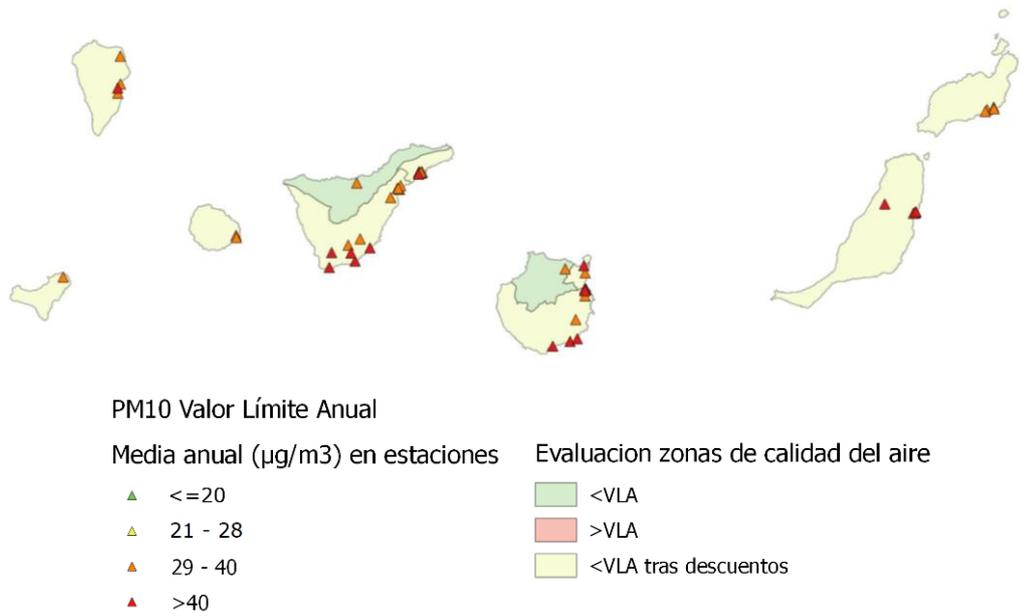 PM10 Valor Límite Anual
Media anual (µg/m3) en estaciones
<=20
21 - 28
29 - 40
>40
Evaluacion zonas de calidad del aire
<VLA
>VLA
<VLA tras descuentos